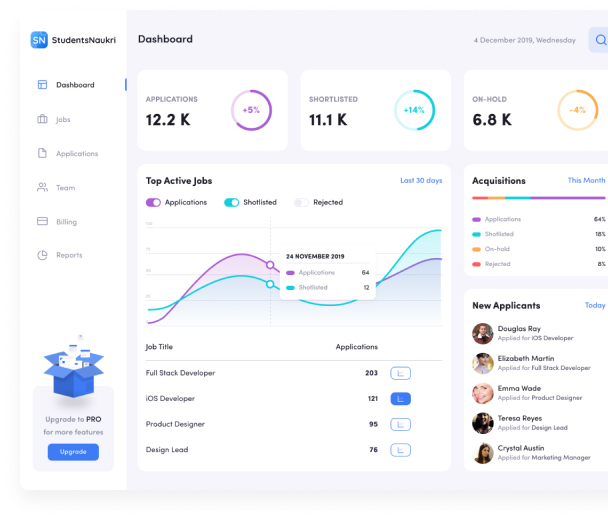 SN StudentsNaukri
Dashboard
Jobs
Applications
Team
Billing
Reports
Upgrade to PRO
for more features
Upgrade
Dashboard
4 December 2019, Wednesday
APPLICATIONS
12.2 K
+5%
SHORTLISTED
11.1 K
+14%
ON-HOLD
6.8 K
-4%
Top Active Jobs
Last 30 days
Applications
Shotlisted
Rejected
24 NOVEMBER 2019
Applications 64
Shotlisted 12
Job Title Applications
Full Stack Developer 203
iOS Developer 121
Product Designer 95
Design Lead 76
Acquisitions This Month
Applications 64%
Shotlisted 18%
On-hold 10%
Rejected 8%
New Applicants Today
Douglas Ray
Applied for iOS Developer
Elizabeth Martin
Applied for Full Stack Developer
Emma Wade
Applied for Product Designer
Teresa Reyes
Applied for Design Lead
Crystal Austin
Applied for Marketing Manager